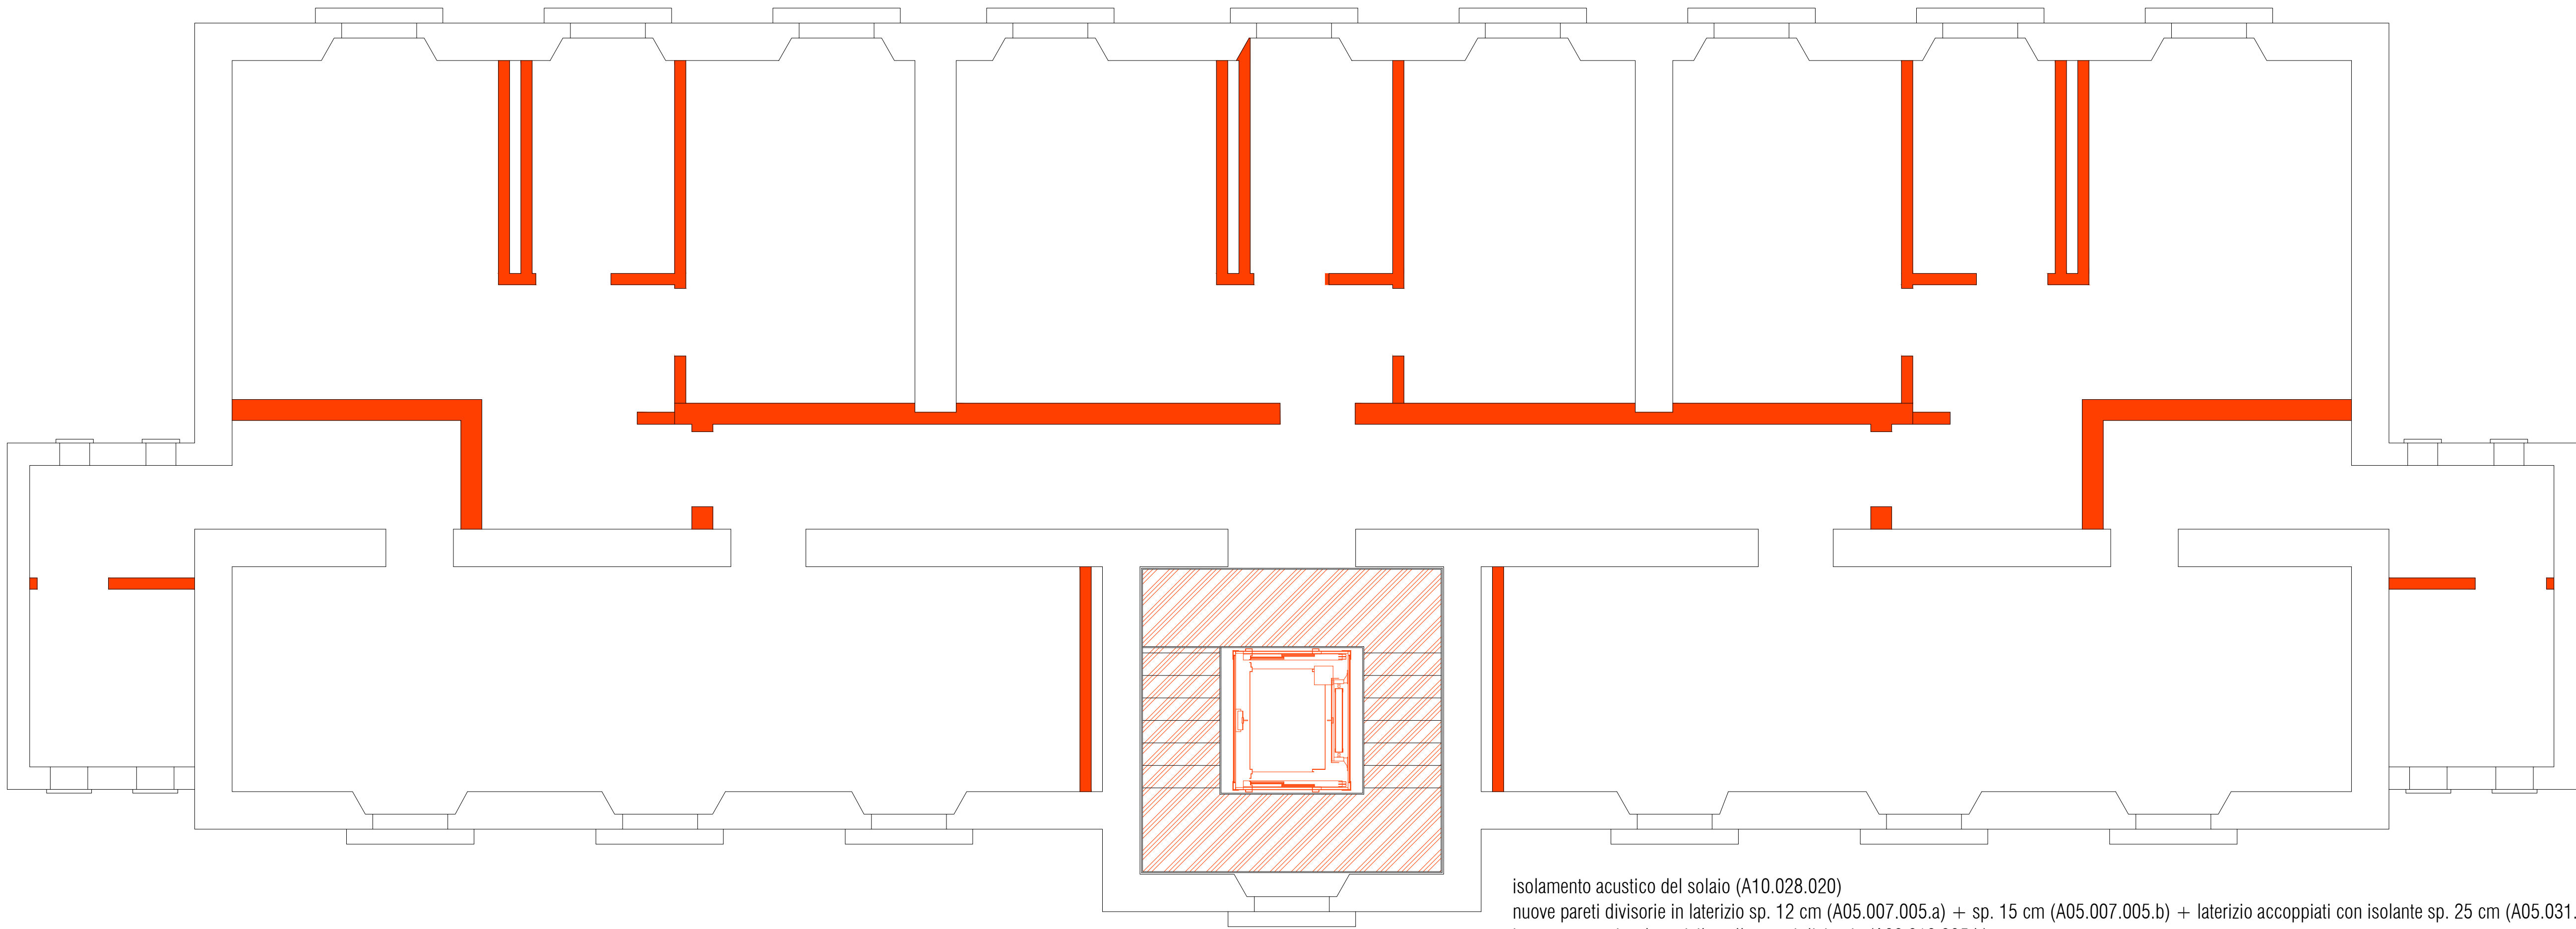 isolamento acustico del solaio (A10.028.020)
nuove pareti divisorie in laterizio sp. 12 cm (A05.007.005.a) + sp. 15 cm (A05.007.005.b) + laterizio accoppiati con isolante sp. 25 cm (A05.031.